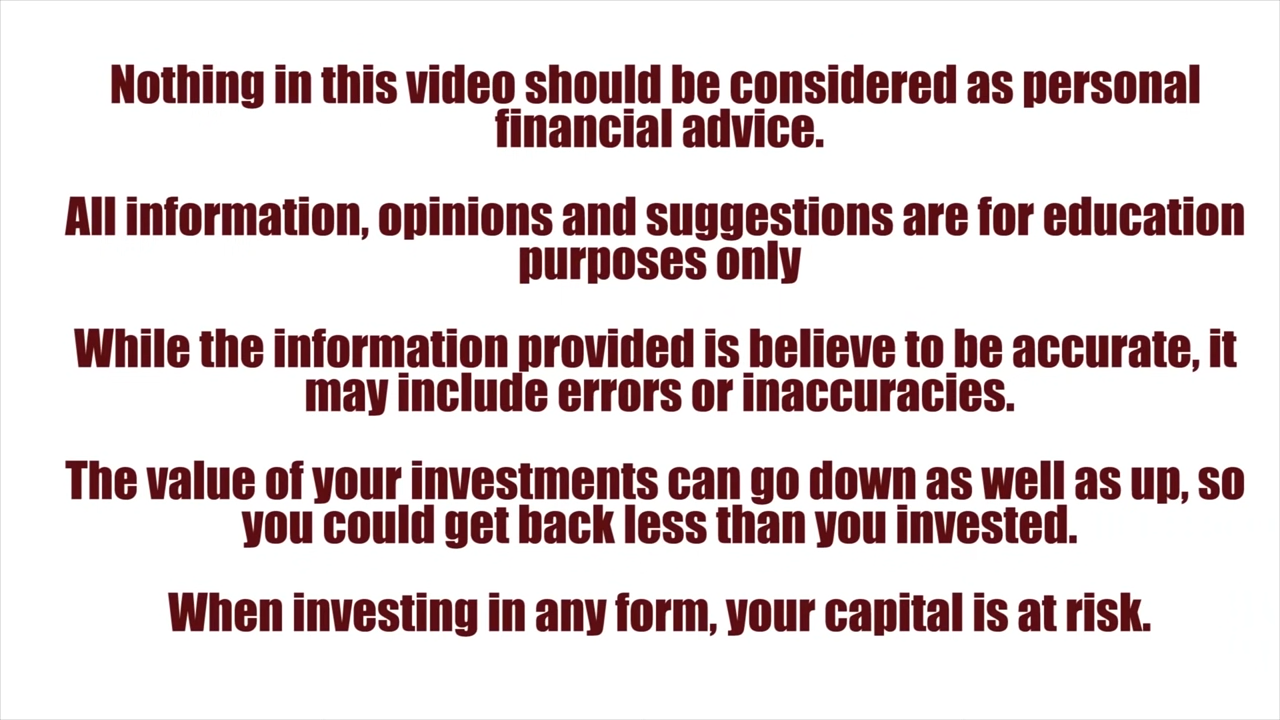 Nothing in this video should be considered as personal
financial advice.
All information, opinions and suggestions are for education
purposes only
While the information provided is believe to be accurate, it
may include errors or inaccuracies.
The value of your investments can go down as well as up, so
you could get back less than you invested.
When investing in any form, your capital is at risk.